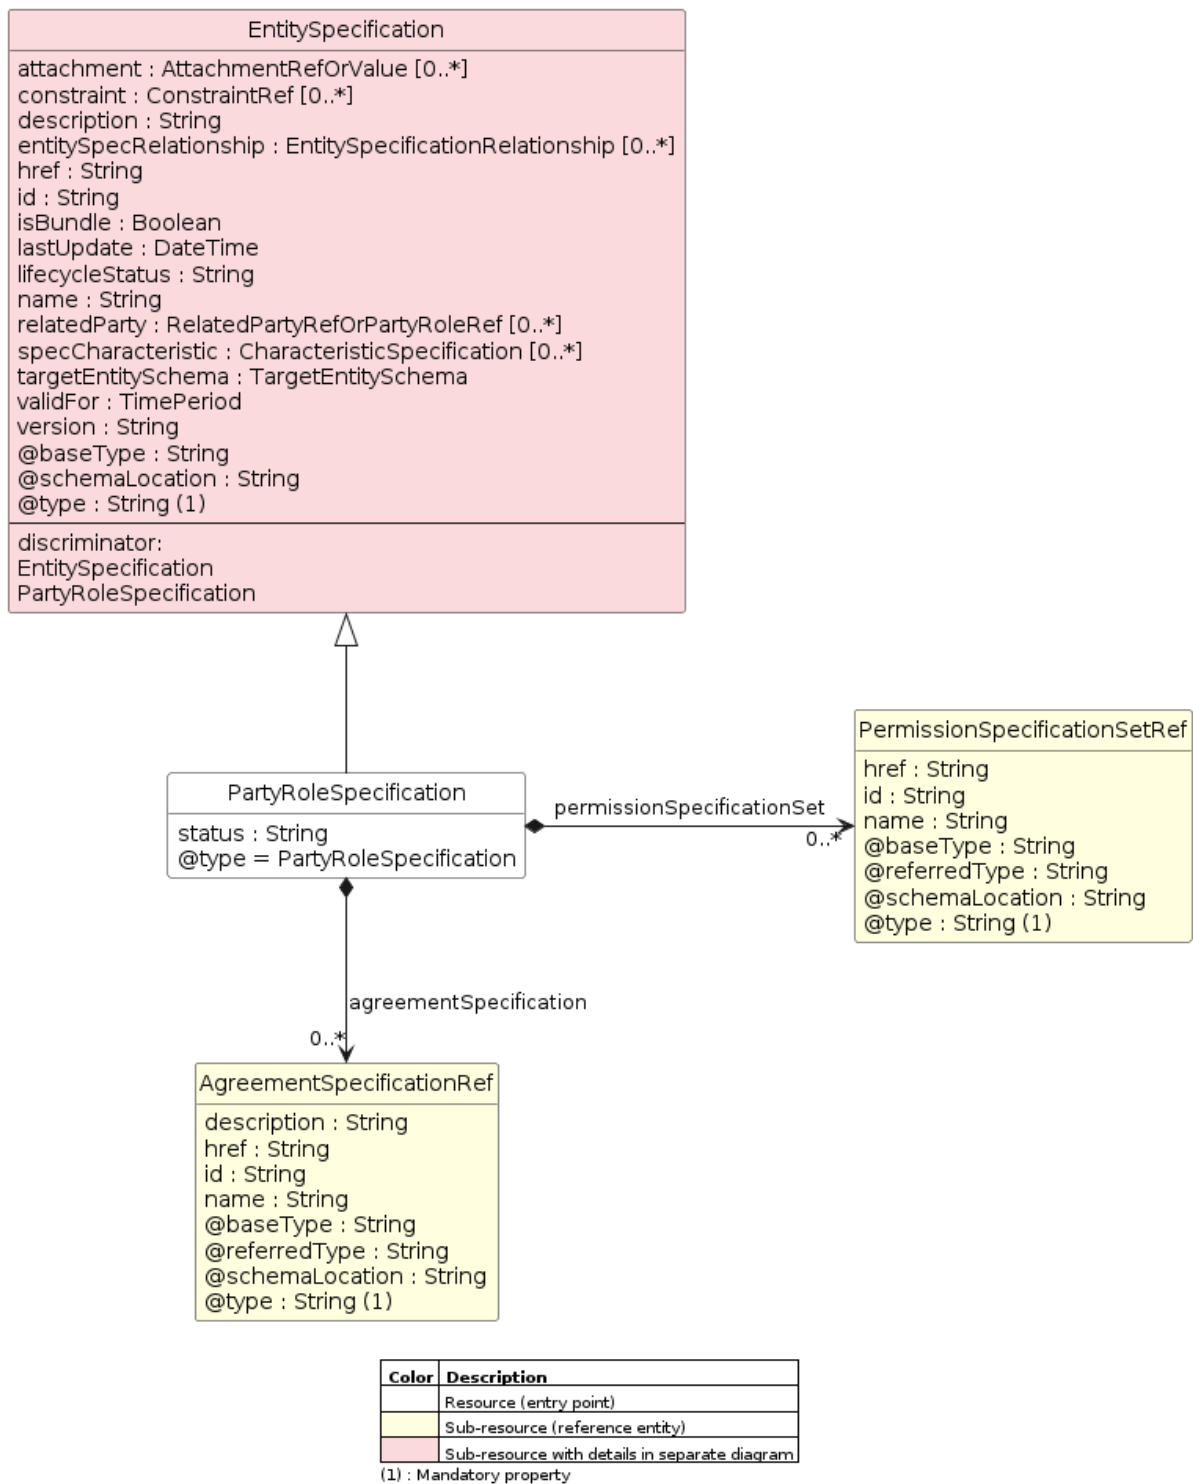 EntitySpecification
attachment : AttachmentRefOrValue [0..*]
constraint : ConstraintRef [0..*]
description : String
entitySpecRelationship : EntitySpecificationRelationship [0..*]
href : String
id : String
isBundle : Boolean
lastUpdate : DateTime
lifecycleStatus : String
name : String
relatedParty : RelatedPartyRefOrPartyRoleRef [0..*]
specCharacteristic : CharacteristicSpecification [0..*]
targetEntitySchema : TargetEntitySchema
validFor : TimePeriod
version : String
@baseType : String
@schemaLocation : String
@type : String (1)
discriminator:
EntitySpecification
PartyRoleSpecification
PartyRoleSpecification
status : String
@type = PartyRoleSpecification
permissionSpecificationSet
0..*
PermissionSpecificationSetRef
href : String
id : String
name : String
@baseType : String
@referredType : String
@schemaLocation : String
@type : String (1)
agreementSpecification
0..*
AgreementSpecificationRef
description : String
href : String
id : String
name : String
@baseType : String
@referredType : String
@schemaLocation : String
@type : String (1)
Color Description
Resource (entry point)
Sub-resource (reference entity)
Sub-resource with details in separate diagram
(1) : Mandatory property